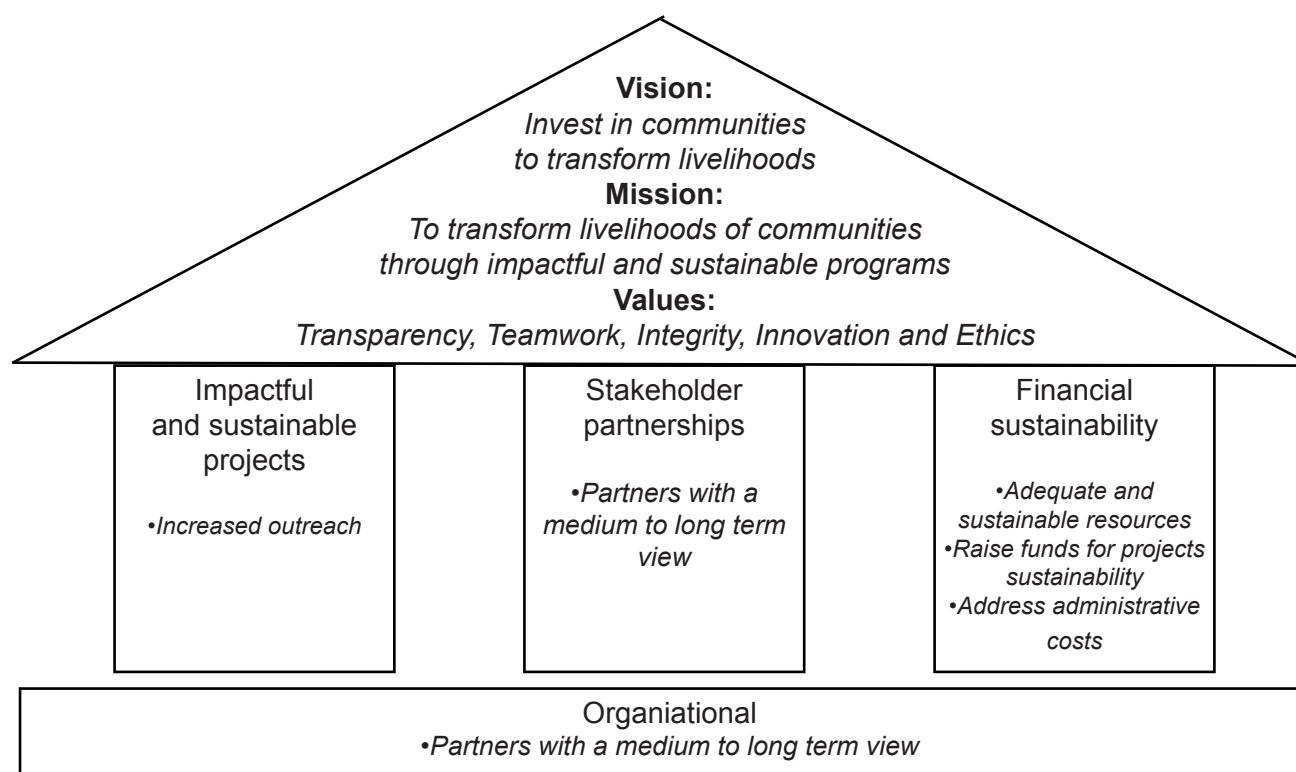 Vision:
Invest in communities
to transform livelihoods
Mission:
To transform livelihoods of communities
through impactful and sustainable programs
Values:
Transparency, Teamwork, Integrity, Innovation and Ethics
Impactful
and sustainable
projects
•Increased outreach
Stakeholder
partnerships
•Partners with a
medium to long term
view
Financial
sustainability
•Adequate and
sustainable resources
•Raise funds for projects
sustainability
•Address administrative
costs
Organiational
•Partners with a medium to long term view